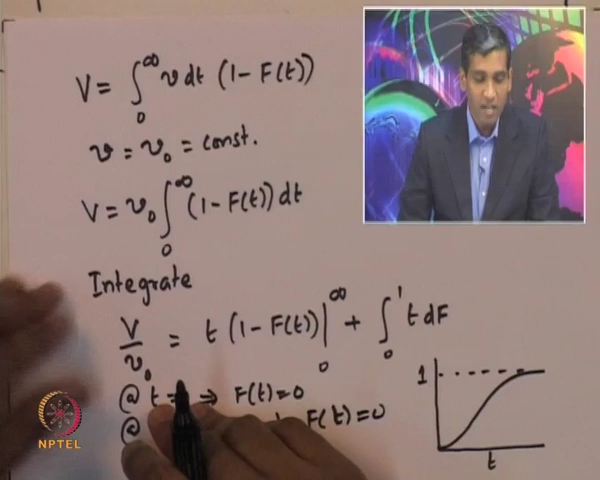 V = ∫₀^∞ v dt (1 - F(t))
v = v₀ = const.
V = v₀ ∫₀^∞ (1 - F(t)) dt
Integrate
V/v₀ = t (1 - F(t)) |₀^∞ + ∫₀^1 t dF
@ t = ⇒ F(t) = 0
@ F(t) = 0
1
t
NPTEL